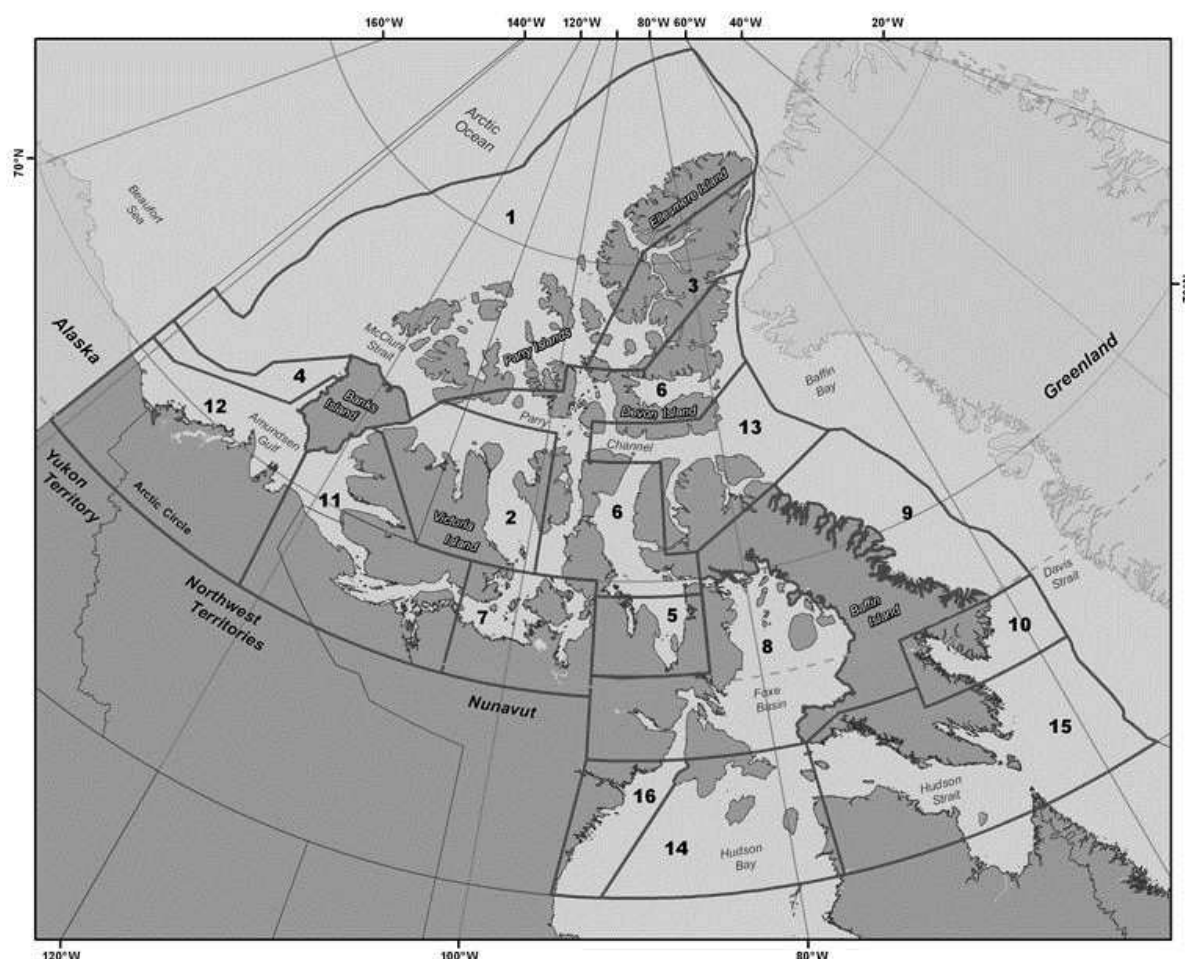 160°W
140°W
120°W
100°W
80°W
60°W
40°W
20°W
70°N
Arctic
Ocean
Beaufort
Sea
1
Ellesmere Island
3
McClure
Strait
Parry Islands
Alaska
4
Banks
Island
12
Amundsen
Gulf
6
Devon Island
Parry
Channel
13
Baffin
Bay
Greenland
Yukon
Territory
Arctic Circle
11
Victoria
Island
2
6
9
Davis
Strait
Northwest
Territories
7
5
8
Baffin
Island
10
Nunavut
Foxe
Basin
15
16
14
Hudson
Bay
Hudson
Strait
120°W
100°W
80°W